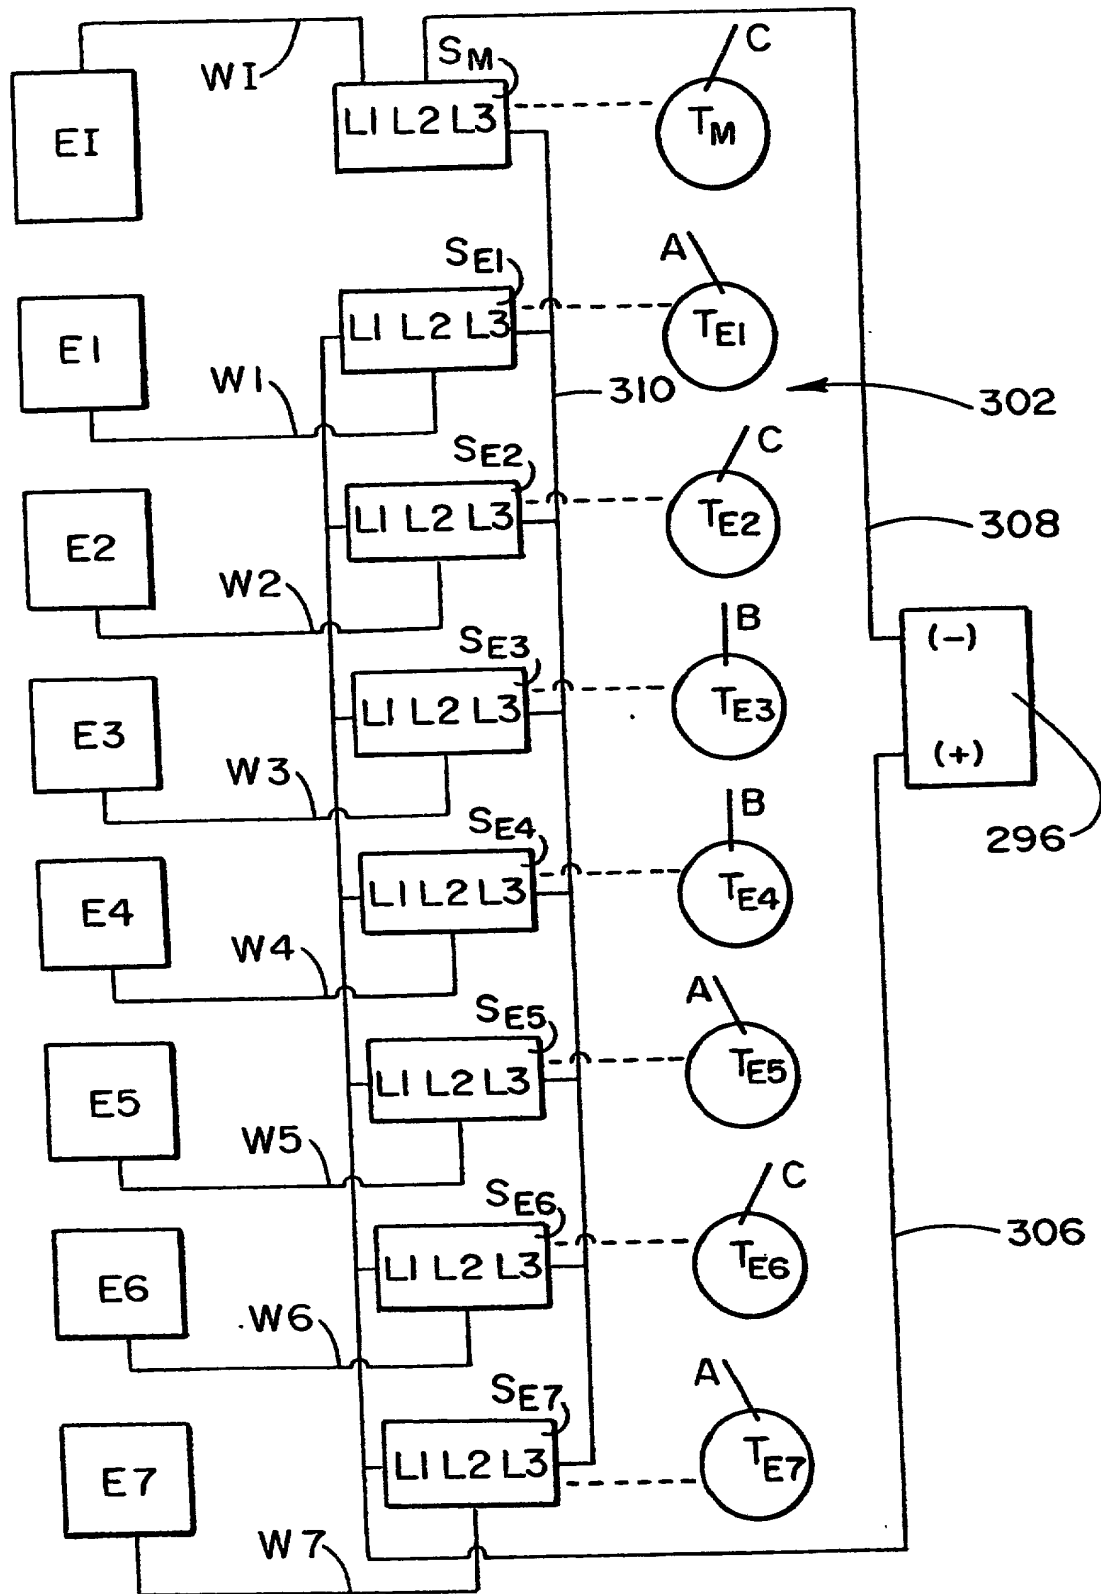 WI
SM
C
EI
L1 L2 L3
TM
SE1
A
E1
L1 L2 L3
TE1
W1
310
302
SE2
C
E2
L1 L2 L3
TE2
308
W2
SE3
B
(-)
E3
L1 L2 L3
TE3
(+)
W3
SE4
B
296
E4
L1 L2 L3
TE4
W4
SE5
A
E5
L1 L2 L3
TE5
W5
SE6
C
306
E6
L1 L2 L3
TE6
W6
SE7
A
E7
L1 L2 L3
TE7
W7